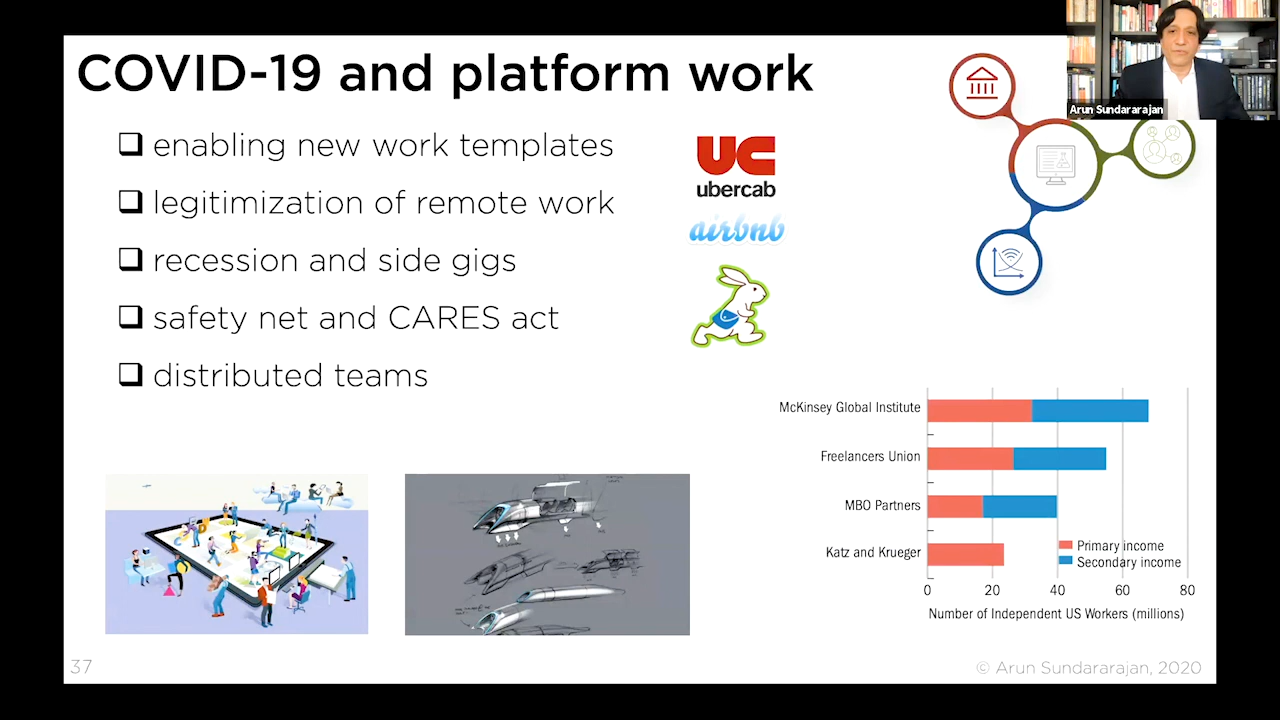 COVID-19 and platform work
Arun Sundararajan
enabling new work templates
legitimization of remote work
recession and side gigs
safety net and CARES act
distributed teams
UC
ubercab
airbnb
McKinsey Global Institute
Freelancers Union
MBO Partners
Katz and Krueger
Primary income
Secondary income
0 20 40 60 80
Number of Independent US Workers (millions)
37
© Arun Sundararajan, 2020